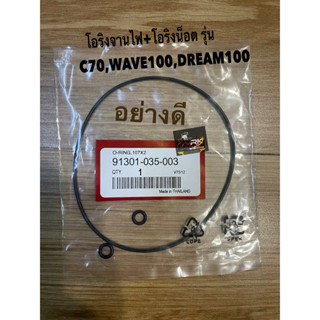 โอริงจานไฟ+โอริงน็อต รุ่น
C70,WAVE100,DREAM100
อย่างดี
O-RING,107X2
91301-035-003
QTY 1
Made in THAILAND
LDPE